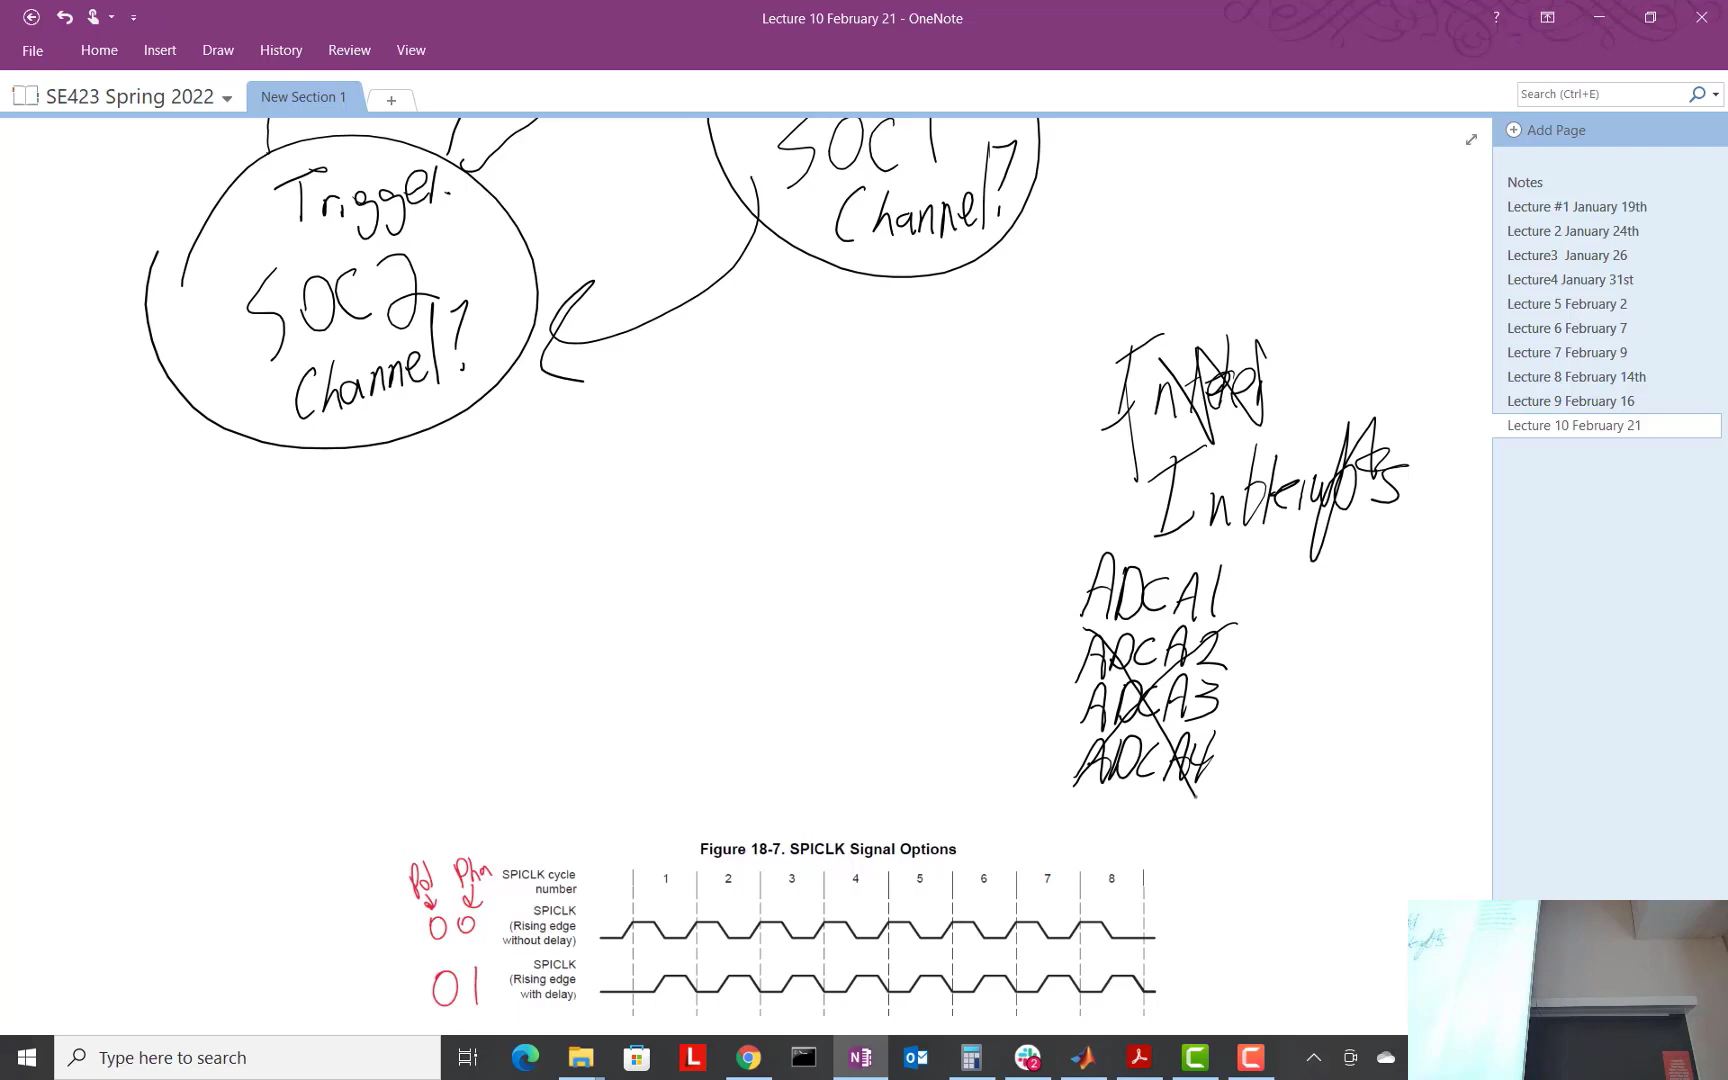 Lecture 10 February 21 - OneNote
File Home Insert Draw History Review View
SE423 Spring 2022 New Section 1
Search (Ctrl+E)
Add Page
Notes
Lecture #1 January 19th
Lecture 2 January 24th
Lecture3 January 26
Lecture4 January 31st
Lecture 5 February 2
Lecture 6 February 7
Lecture 7 February 9
Lecture 8 February 14th
Lecture 9 February 16
Lecture 10 February 21
Trigger.
SOC2
Channel?
SOC1
Channel?
ADCA1
ADCA2
ADCA3
ADCA4
Figure 18-7. SPICLK Signal Options
Pol Pha
0 0
0 1
SPICLK cycle
number
1 2 3 4 5 6 7 8
SPICLK
(Rising edge
without delay)
SPICLK
(Rising edge
with delay)
Type here to search